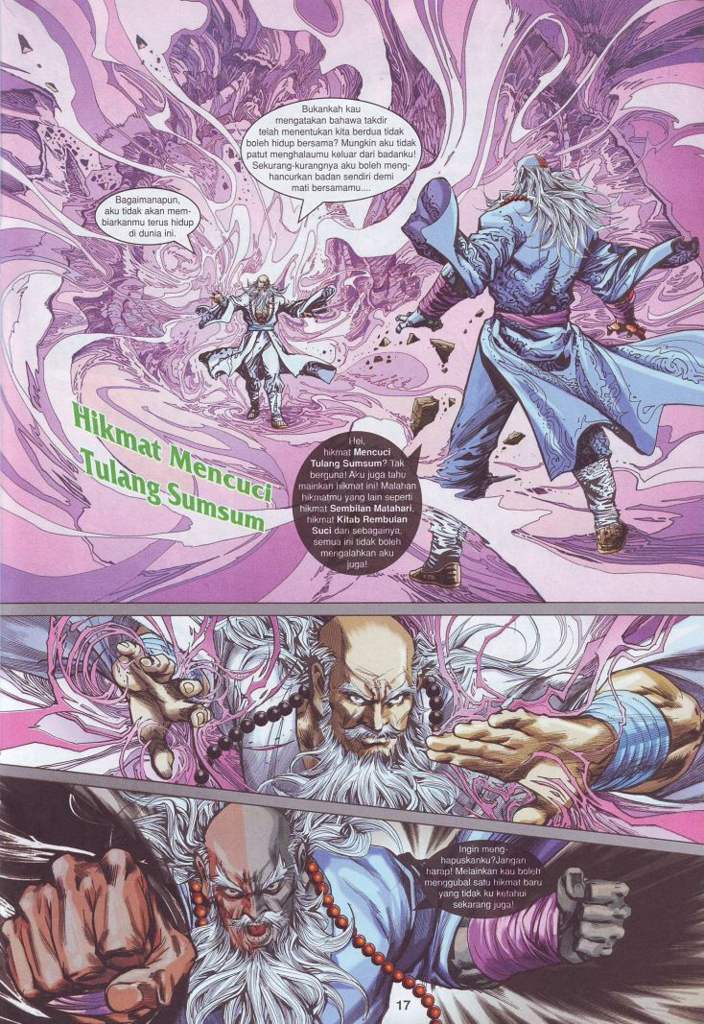 Bukankah kau
mengatakan bahawa takdir
telah menentukan kita berdua tidak
boleh hidup bersama? Mungkin aku tidak
patut menghalaumu keluar dari badanku!
Sekurang-kurangnya aku boleh meng-
hancurkan badan sendiri demi
mati bersamamu....
Bagaimanapun,
aku tidak akan mem-
biarkanmu terus hidup
di dunia ini.
Hikmat Mencuci
Tulang Sumsum
Hei,
hikmat Mencuci
Tulang Sumsum? Tak
berguna! Aku juga tahu
mainkan hikmat ini! Malahan
hikmatmu yang lain seperti
hikmat Sembilan Matahari,
hikmat Kitab Rembulan
Suci dan sebagainya,
semua ini tidak boleh
mengalahkan aku
juga!
Ingin meng-
hapuskanku?Jangan
harap! Melainkan kau boleh
menggubal satu hikmat baru
yang tidak ku ketahui
sekarang juga!
17